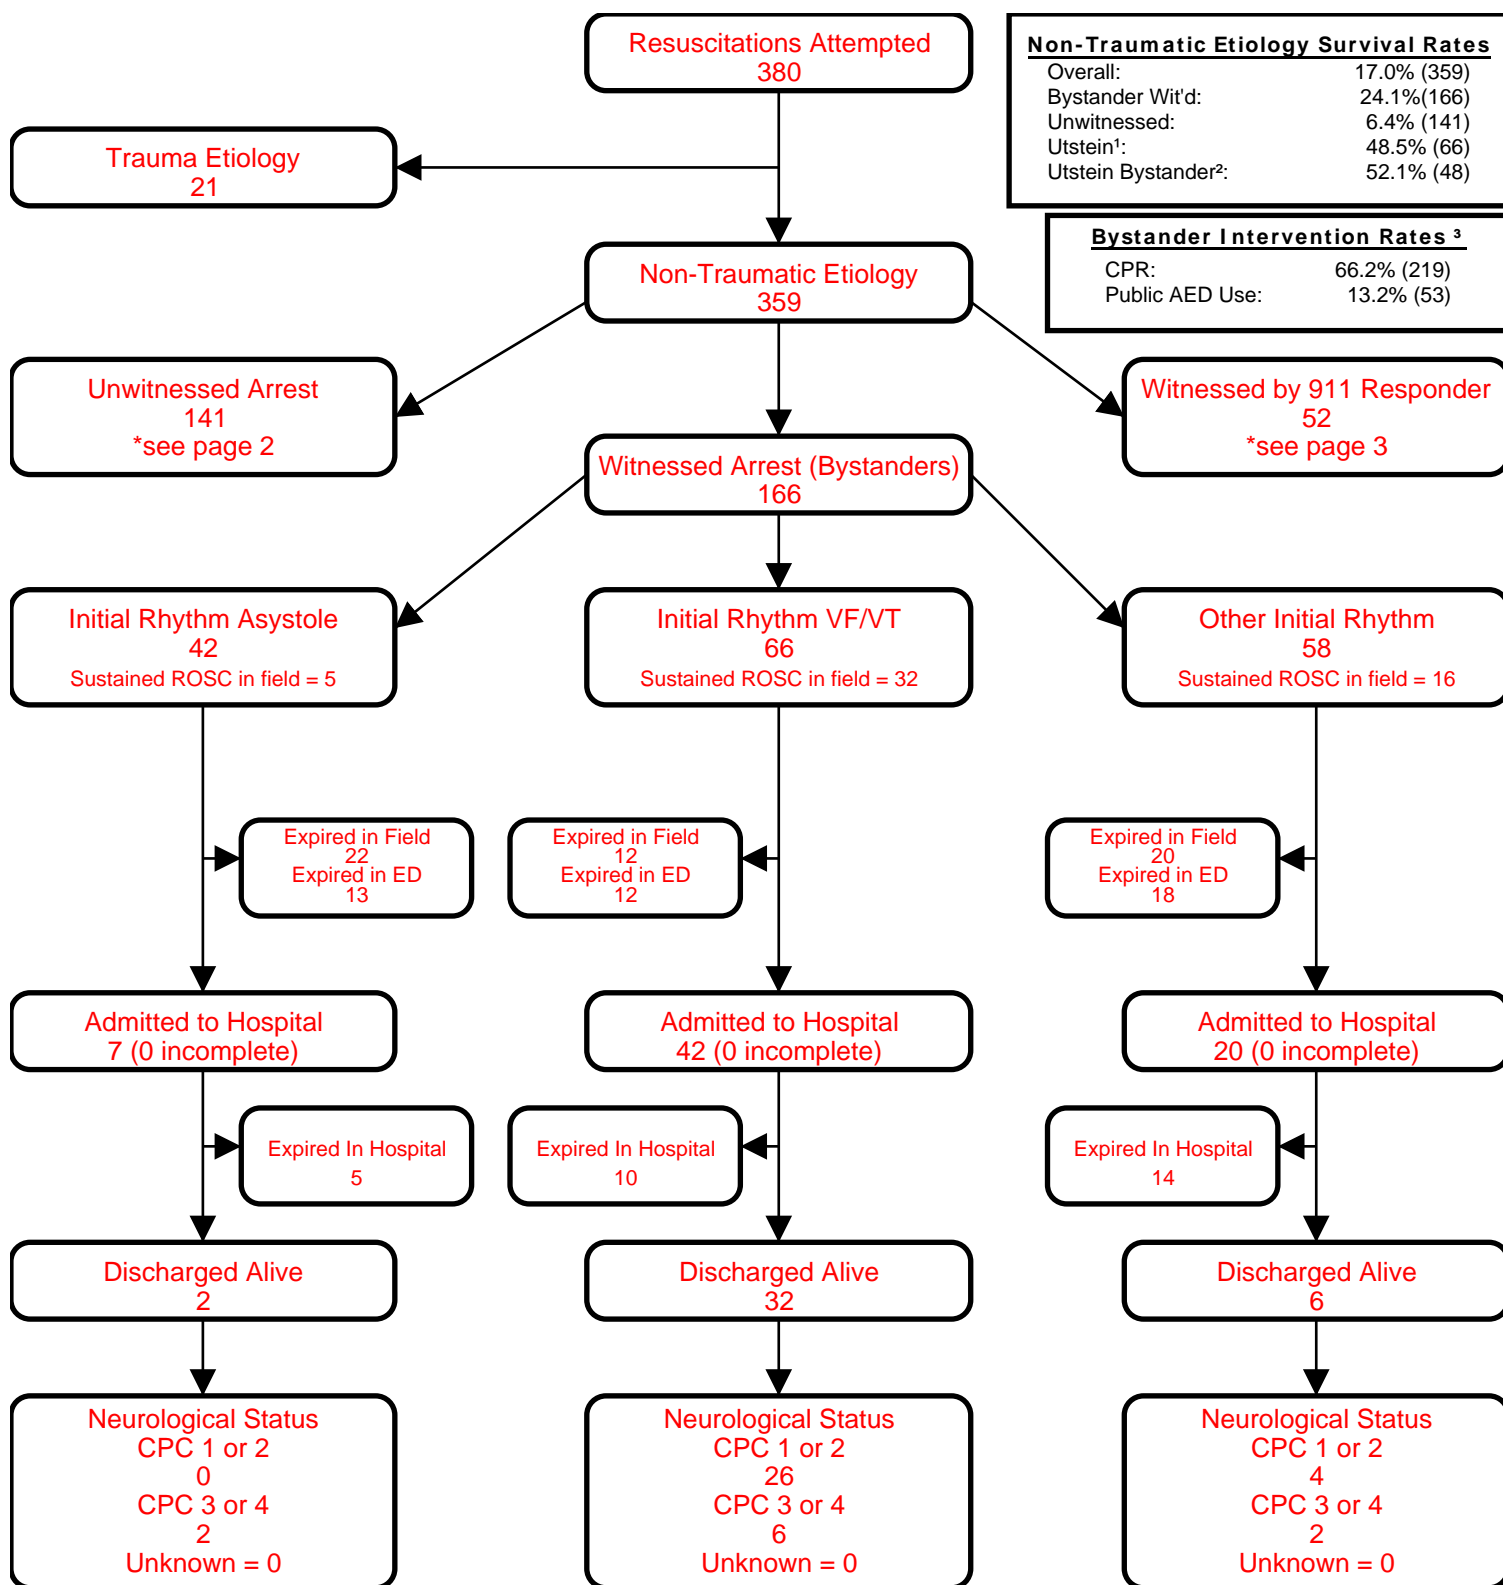 Resuscitations Attempted
380
Non-Traumatic Etiology Survival Rates
Overall: 17.0% (359)
Bystander Wit'd: 24.1%(166)
Unwitnessed: 6.4% (141)
Utstein¹: 48.5% (66)
Utstein Bystander²: 52.1% (48)
Trauma Etiology
21
Bystander Intervention Rates ³
CPR: 66.2% (219)
Public AED Use: 13.2% (53)
Non-Traumatic Etiology
359
Unwitnessed Arrest
141
*see page 2
Witnessed Arrest (Bystanders)
166
Witnessed by 911 Responder
52
*see page 3
Initial Rhythm Asystole
42
Sustained ROSC in field = 5
Initial Rhythm VF/VT
66
Sustained ROSC in field = 32
Other Initial Rhythm
58
Sustained ROSC in field = 16
Expired in Field
22
Expired in ED
13
Expired in Field
12
Expired in ED
12
Expired in Field
20
Expired in ED
18
Admitted to Hospital
7 (0 incomplete)
Admitted to Hospital
42 (0 incomplete)
Admitted to Hospital
20 (0 incomplete)
Expired In Hospital
5
Expired In Hospital
10
Expired In Hospital
14
Discharged Alive
2
Discharged Alive
32
Discharged Alive
6
Neurological Status
CPC 1 or 2
0
CPC 3 or 4
2
Unknown = 0
Neurological Status
CPC 1 or 2
26
CPC 3 or 4
6
Unknown = 0
Neurological Status
CPC 1 or 2
4
CPC 3 or 4
2
Unknown = 0